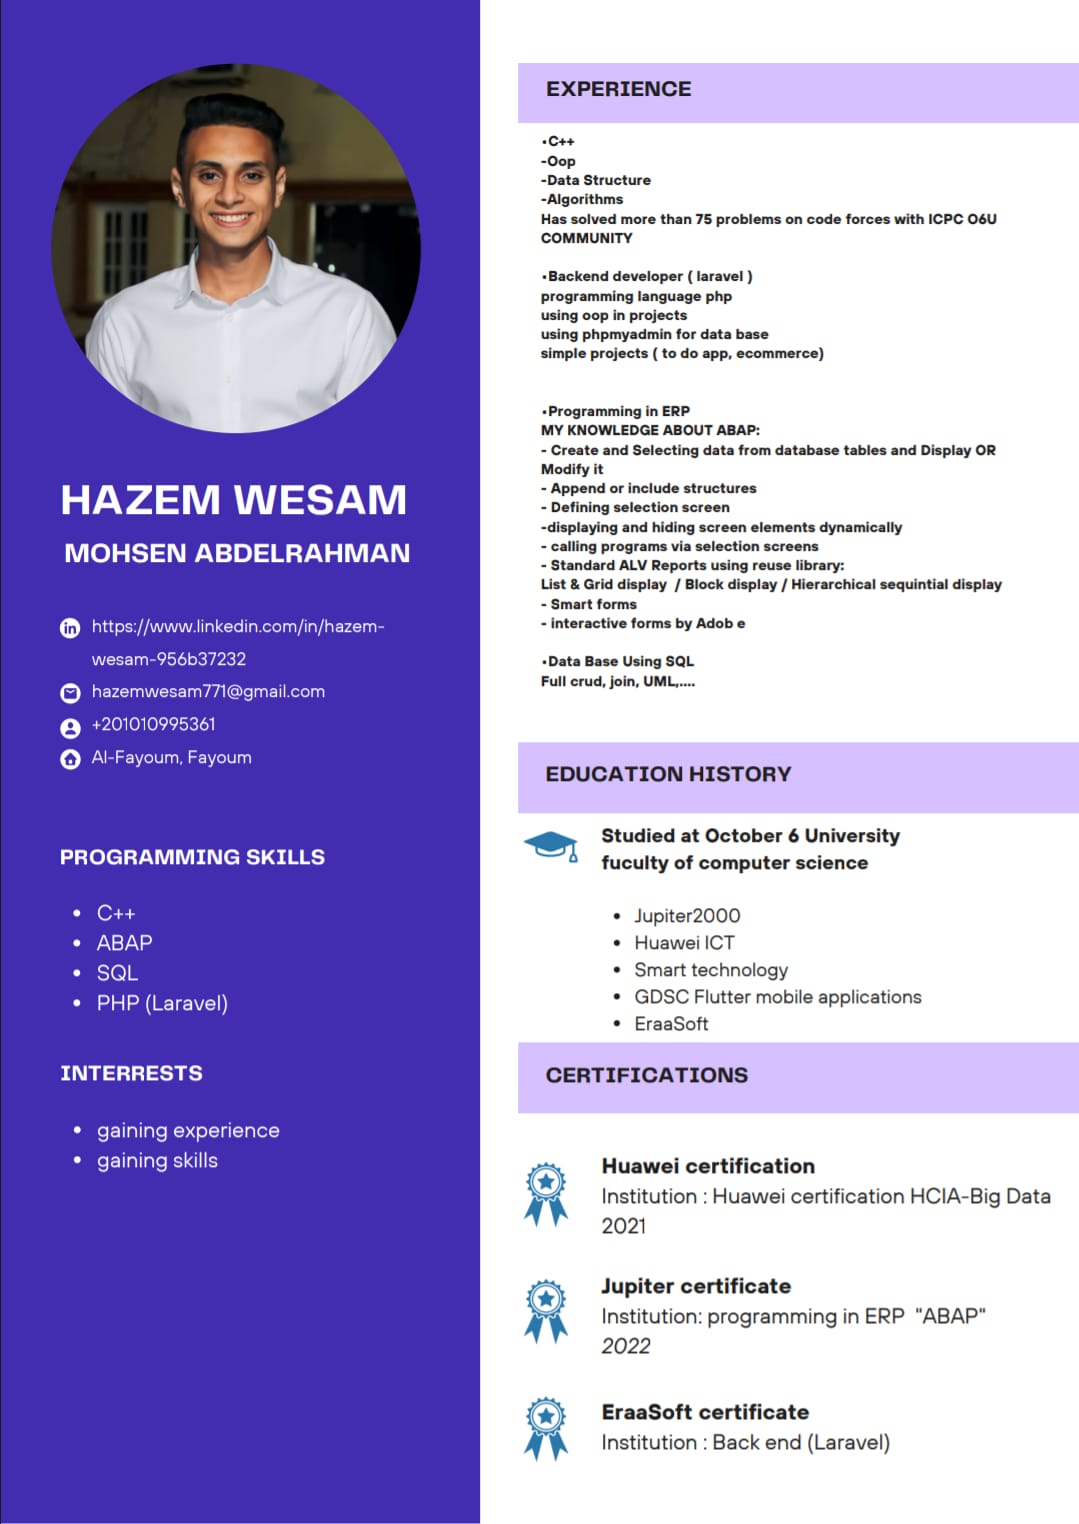 HAZEM WESAM
MOHSEN ABDELRAHMAN
https://www.linkedin.com/in/hazem-
wesam-956b37232
hazemwesam771@gmail.com
+201010995361
Al-Fayoum, Fayoum
PROGRAMMING SKILLS
• C++
• ABAP
• SQL
• PHP (Laravel)
INTERRESTS
• gaining experience
• gaining skills
EXPERIENCE
•C++
-Oop
-Data Structure
-Algorithms
Has solved more than 75 problems on code forces with ICPC O6U
COMMUNITY
•Backend developer ( laravel )
programming language php
using oop in projects
using phpmyadmin for data base
simple projects ( to do app, ecommerce)
•Programming in ERP
MY KNOWLEDGE ABOUT ABAP:
- Create and Selecting data from database tables and Display OR
Modify it
- Append or include structures
- Defining selection screen
-displaying and hiding screen elements dynamically
- calling programs via selection screens
- Standard ALV Reports using reuse library:
List & Grid display  / Block display / Hierarchical sequintial display
- Smart forms
- interactive forms by Adob e
•Data Base Using SQL
Full crud, join, UML,....
EDUCATION HISTORY
Studied at October 6 University
fuculty of computer science
• Jupiter2000
• Huawei ICT
• Smart technology
• GDSC Flutter mobile applications
• EraaSoft
CERTIFICATIONS
Huawei certification
Institution : Huawei certification HCIA-Big Data
2021
Jupiter certificate
Institution: programming in ERP  "ABAP"
2022
EraaSoft certificate
Institution : Back end (Laravel)